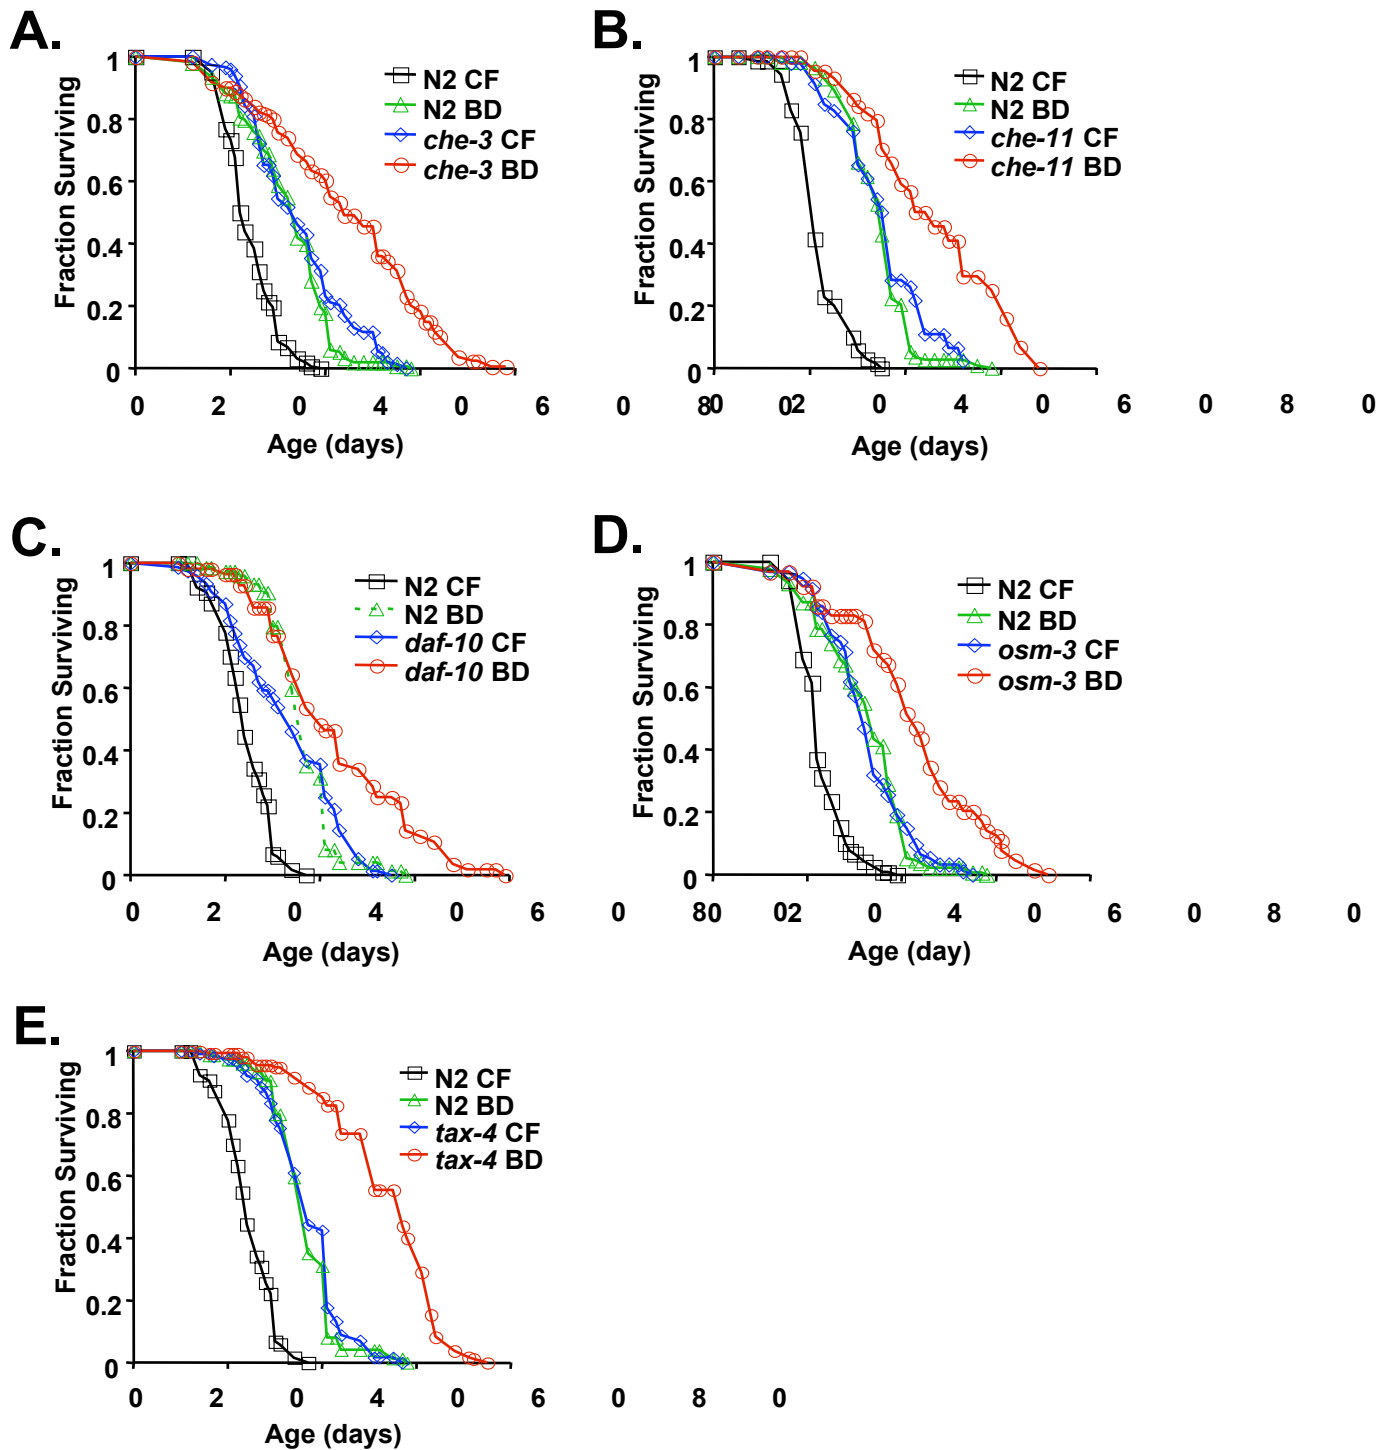 A.
1
0.8
0.6
0.4
0.2
0
Fraction Surviving
N2 CF
N2 BD
che-3 CF
che-3 BD
0 2 0 4 0 6 0 8 0
Age (days)
B.
1
0.8
0.6
0.4
0.2
0
Fraction Surviving
N2 CF
N2 BD
che-11 CF
che-11 BD
0 2 0 4 0 6 0 8 0
Age (days)
C.
1
0.8
0.6
0.4
0.2
0
Fraction Surviving
N2 CF
N2 BD
daf-10 CF
daf-10 BD
0 2 0 4 0 6 0 8 0
Age (days)
D.
1
0.8
0.6
0.4
0.2
0
Fraction Surviving
N2 CF
N2 BD
osm-3 CF
osm-3 BD
0 2 0 4 0 6 0 8 0
Age (day)
E.
1
0.8
0.6
0.4
0.2
0
Fraction Surviving
N2 CF
N2 BD
tax-4 CF
tax-4 BD
0 2 0 4 0 6 0 8 0
Age (days)